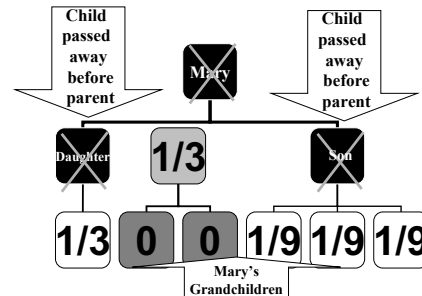 Child
passed
away
before
parent
Mary
Child
passed
away
before
parent
Daughter
1/3
Son
1/3
0
0
1/9
1/9
1/9
Mary's
Grandchildren